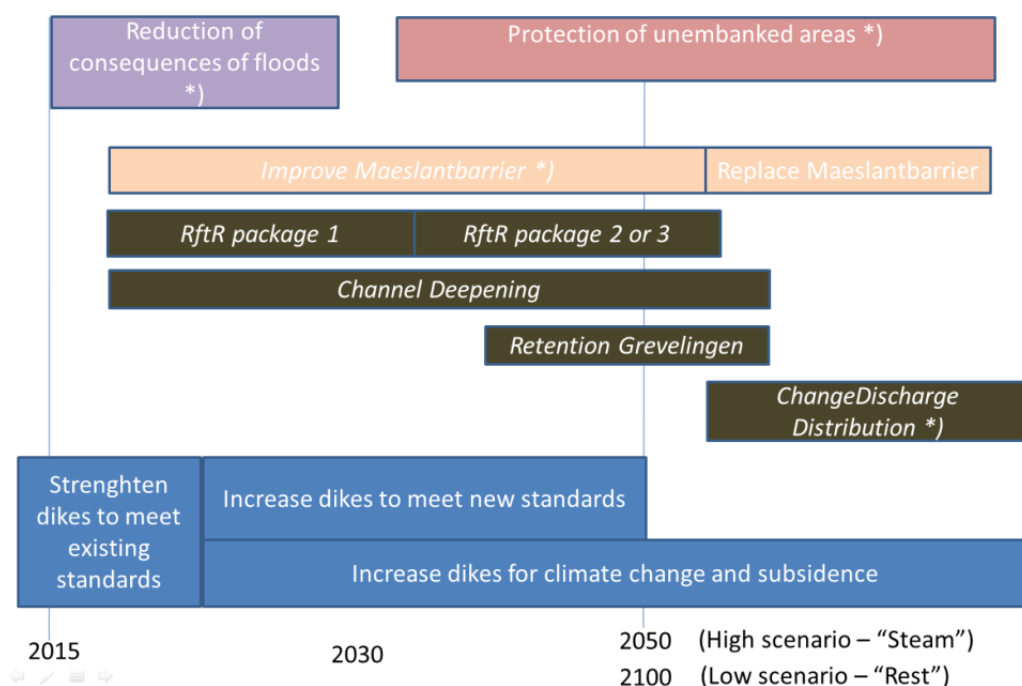 Reduction of
consequences of floods
*)
Protection of unembanked areas *)
Improve Maeslantbarrier *)
Replace Maeslantbarrier
RftR package 1
RftR package 2 or 3
Channel Deepening
Retention Grevelingen
ChangeDischarge
Distribution *)
Strenghten
dikes to meet
existing
standards
Increase dikes to meet new standards
Increase dikes for climate change and subsidence
2015
2030
2050 (High scenario – “Steam”)
2100 (Low scenario – “Rest”)